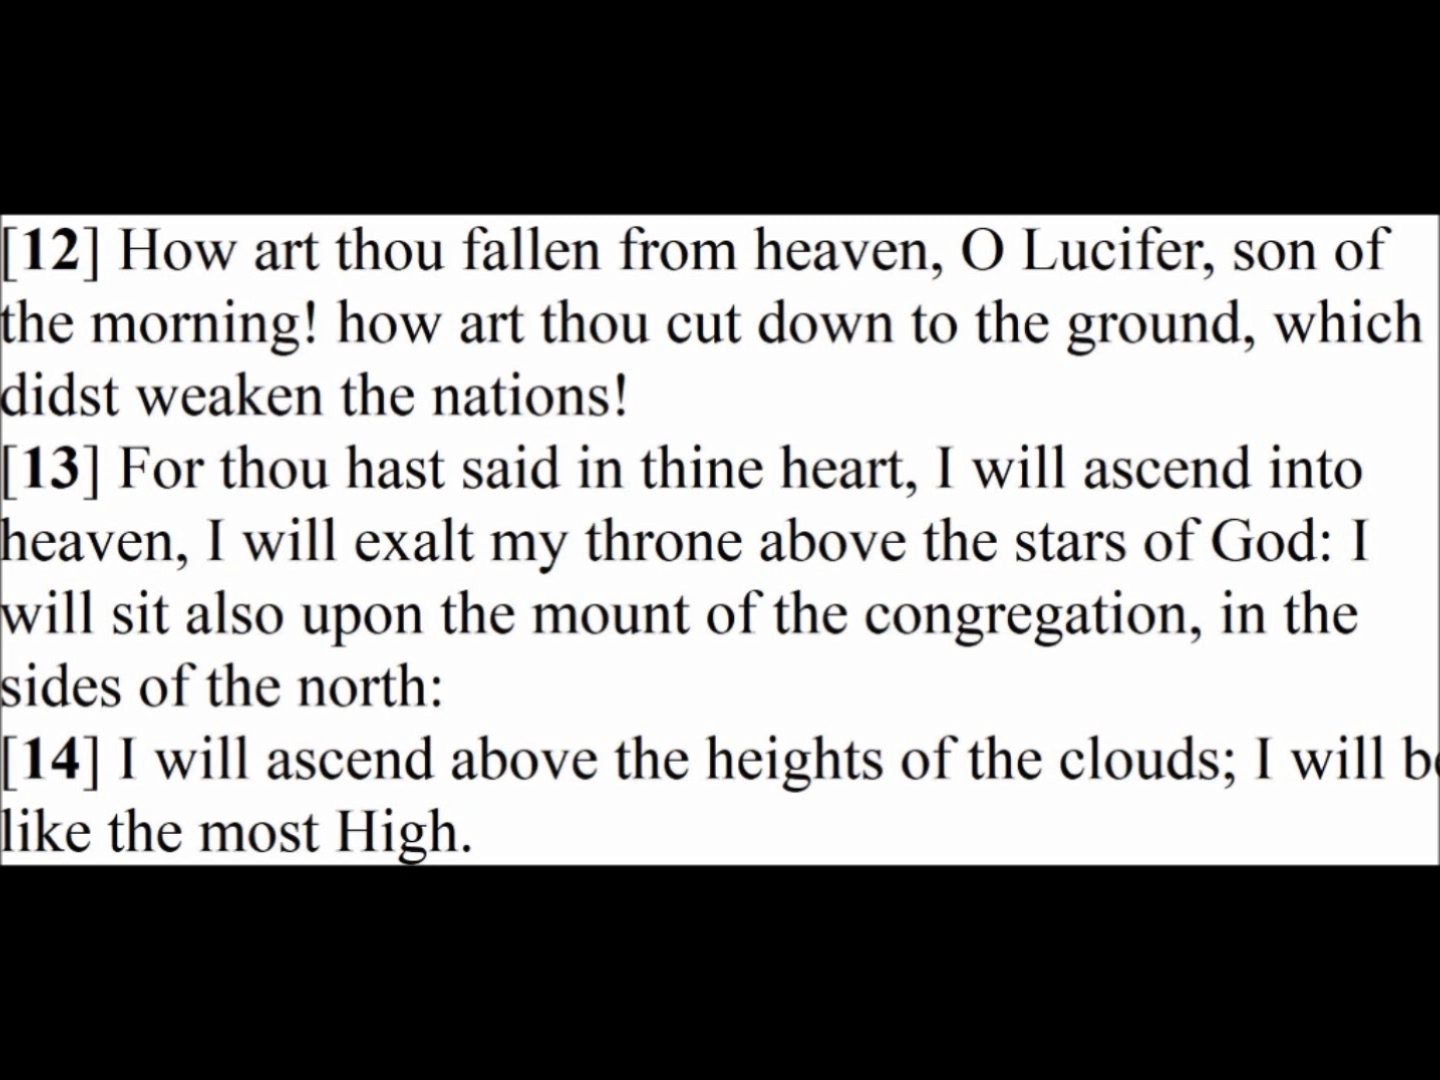 [12] How art thou fallen from heaven, O Lucifer, son of
the morning! how art thou cut down to the ground, which
didst weaken the nations!
[13] For thou hast said in thine heart, I will ascend into
heaven, I will exalt my throne above the stars of God: I
will sit also upon the mount of the congregation, in the
sides of the north:
[14] I will ascend above the heights of the clouds; I will be
like the most High.